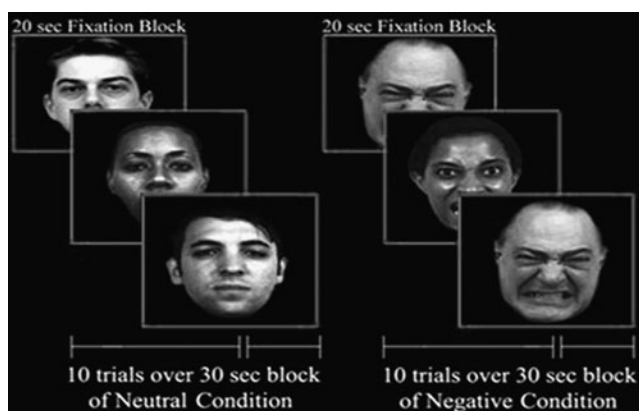 20 sec Fixation Block
20 sec Fixation Block
10 trials over 30 sec block
of Neutral Condition
10 trials over 30 sec block
of Negative Condition